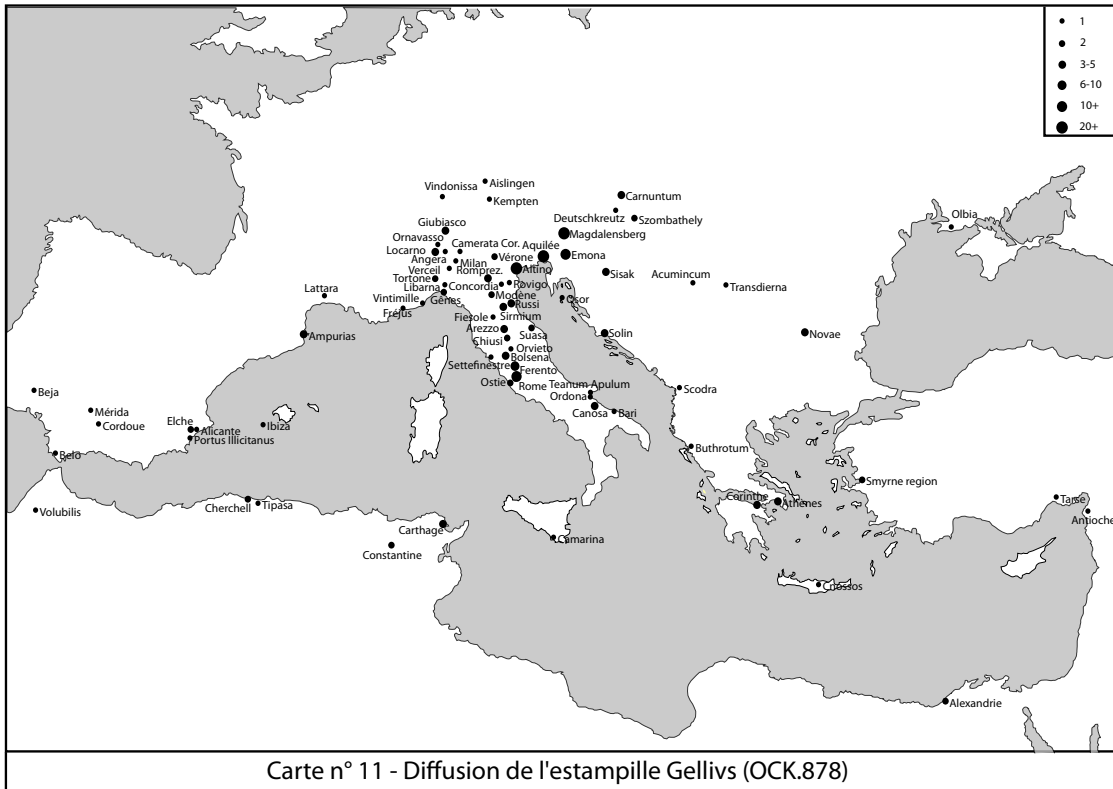 1
2
3-5
6-10
10+
20+
Aislingen
Vindonissa
Kempten
Carnuntum
Deutschkreutz
Szombathely
Olbia
Giubiasco
Magdalensberg
Ornavasso
Camerata Cor.
Aquilée
Locarno
Emona
Angera
Milan
Vérone
Verceil
Romprez.
Altino
Sisak
Acumincum
Tortone
Libarna
Concordia
Rovigo
Transdierna
Lattara
Vintimille
Gênes
Modène
Osor
Fréjus
Russi
Fiesole
Sirmium
Arezzo
Suasa
Solin
Novae
Ampurias
Chiusi
Orvieto
Bolsena
Settefinestre
Ferento
Ostie
Rome
Teanum Apulum
Scodra
Beja
Ordona
Mérida
Canosa
Bari
Elche
Alicante
Ibiza
Cordoue
Portus Illicitanus
Belo
Buthrotum
Smyrne region
Corinthe
Athènes
Tarse
Volubilis
Cherchell
Tipasa
Antioche
Carthage
Camarina
Constantine
Cnossos
Alexandrie
Carte n° 11 - Diffusion de l'estampille Gellivs (OCK.878)